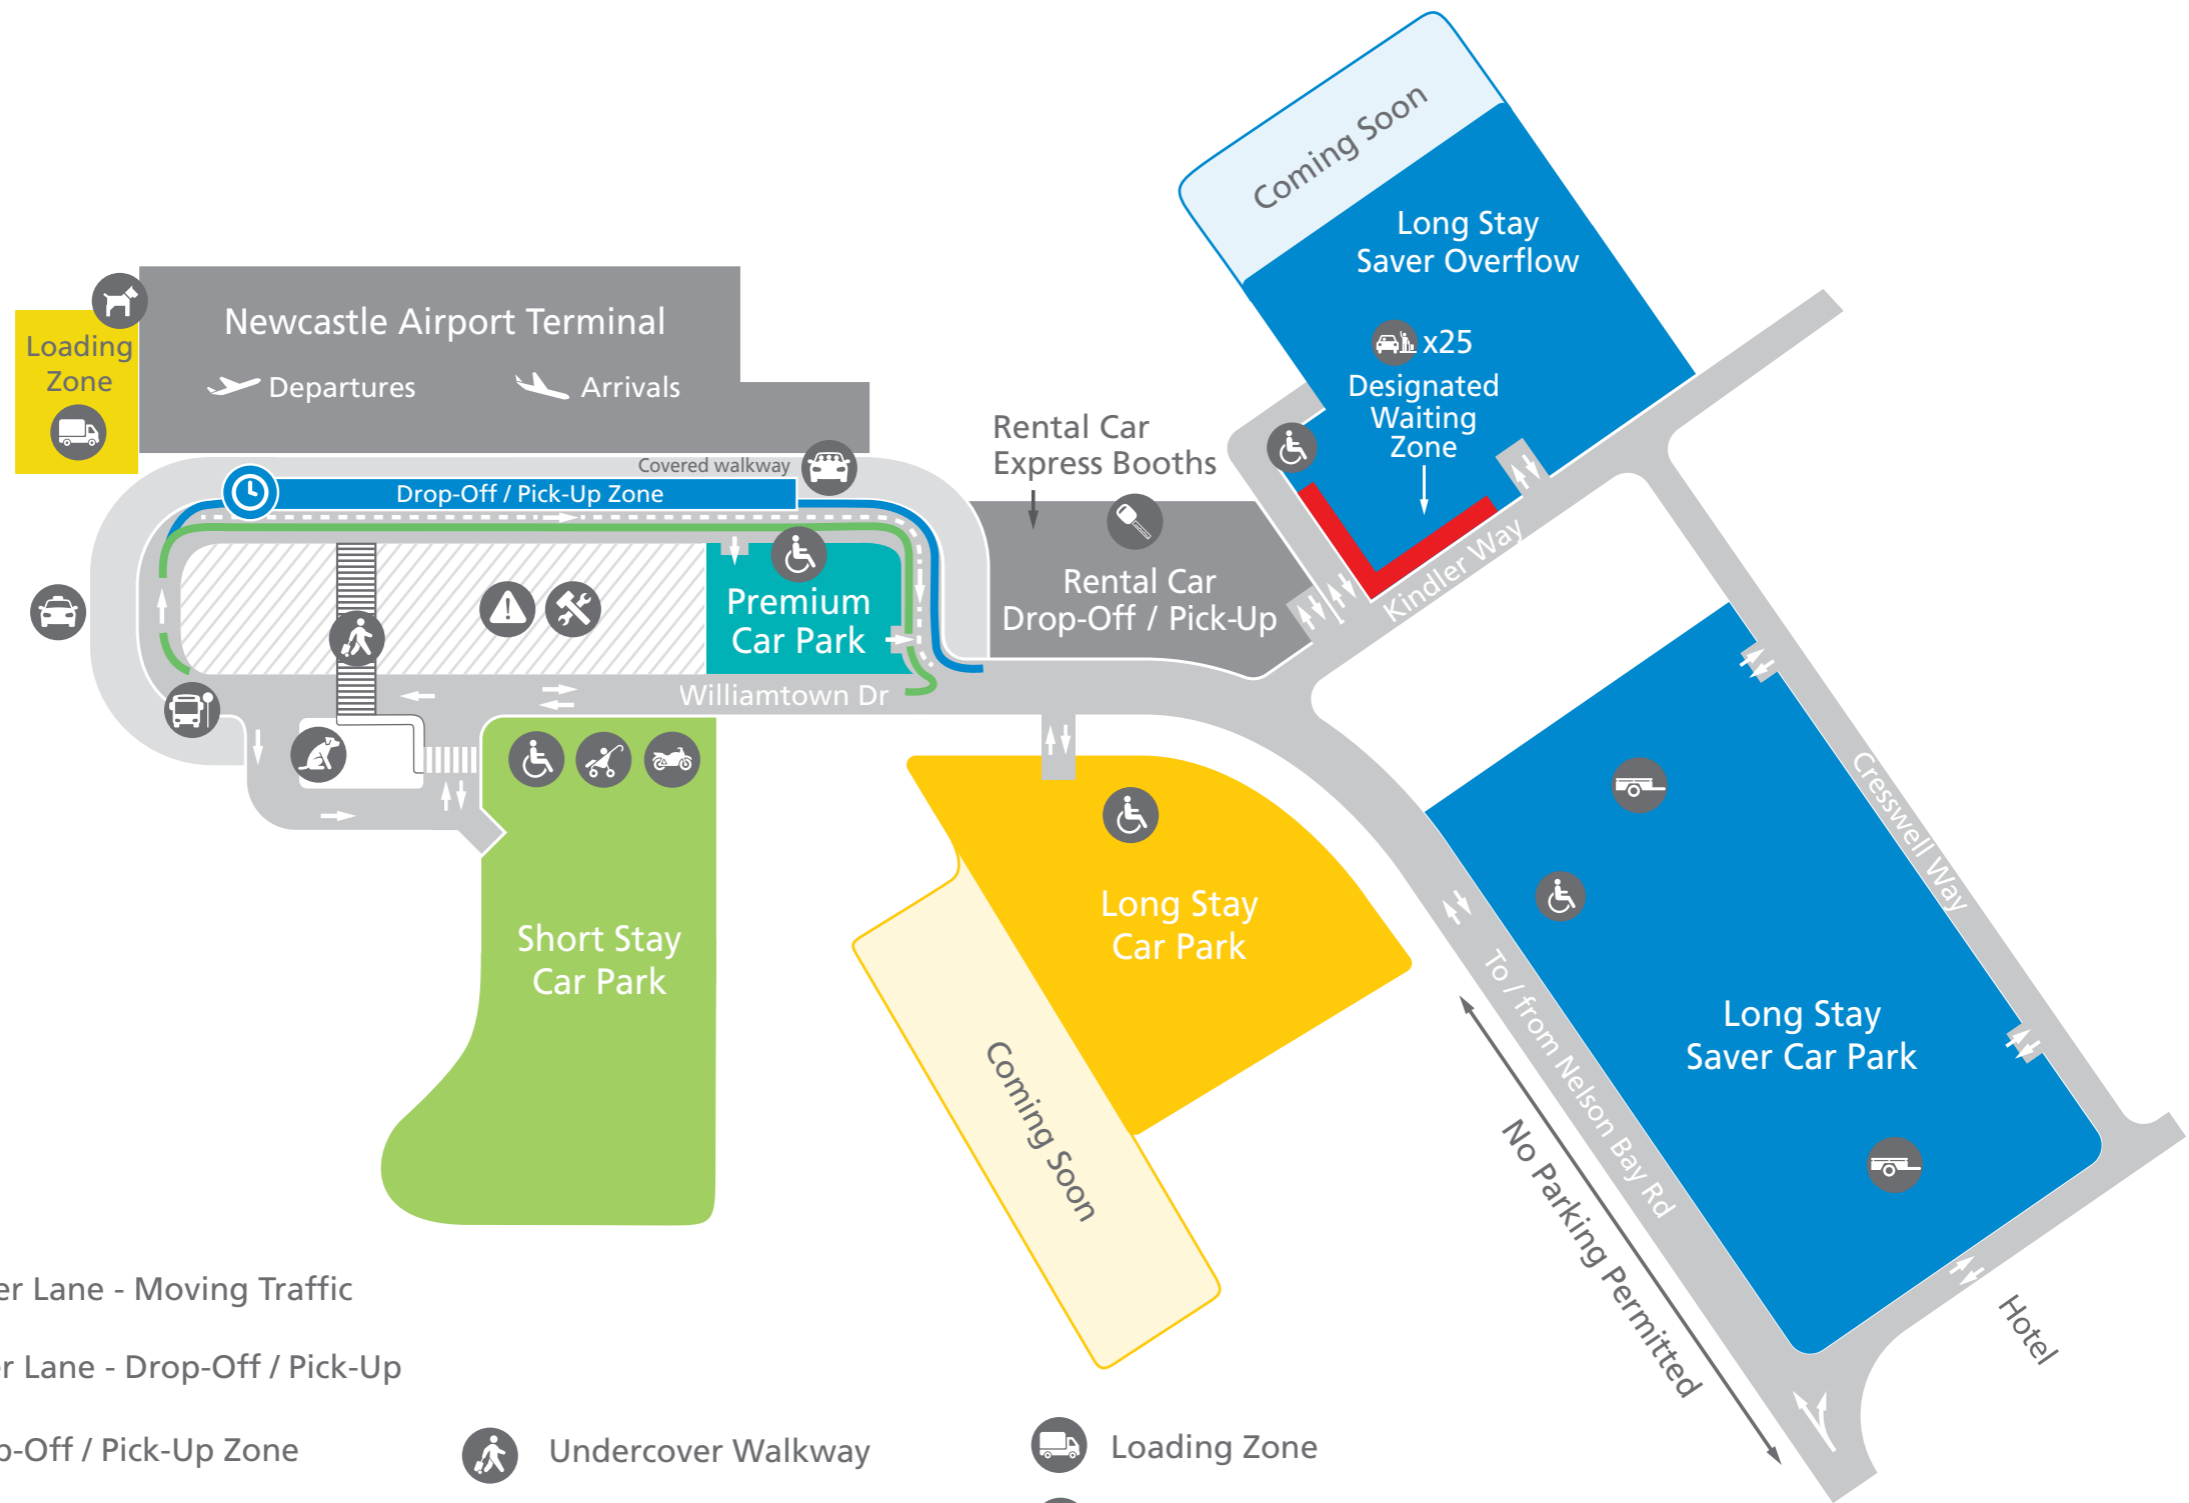 Coming Soon
Long Stay
Saver Overflow
x25
Designated
Waiting
Zone
Newcastle Airport Terminal
Departures
Arrivals
Loading
Zone
Rental Car
Express Booths
Covered walkway
Drop-Off / Pick-Up Zone
Rental Car
Drop-Off / Pick-Up
Kindler Way
Premium
Car Park
Williamtown Dr
Cresswell Way
Long Stay
Car Park
Short Stay
Car Park
To / from Nelson Bay Rd
Long Stay
Saver Car Park
Coming Soon
No Parking Permitted
Hotel
Lane - Moving Traffic
Lane - Drop-Off / Pick-Up
-Off / Pick-Up Zone
Undercover Walkway
Loading Zone